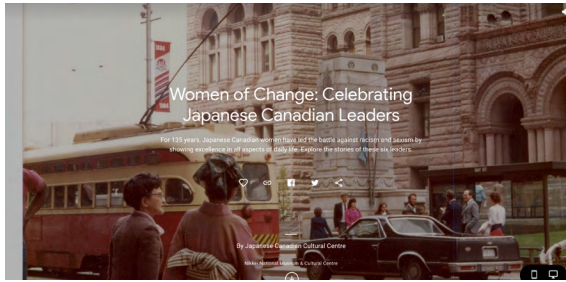 Women of Change: Celebrating
Japanese Canadian Leaders
For 135 years, Japanese Canadian women have led the battle against racism and sexism by
showing excellence in all aspects of daily life. Explore the stories of these six leaders.
By Japanese Canadian Cultural Centre
Nikkei National Museum & Cultural Centre